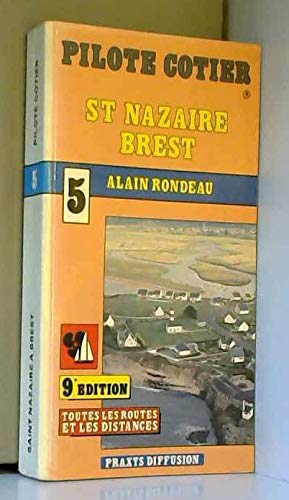 PILOTE COTIER
®
ST NAZAIRE
BREST
5
ALAIN RONDEAU
9e EDITION
TOUTES LES ROUTES
ET LES DISTANCES
PRAXYS DIFFUSION
PILOTE COTIER
5
SAINT NAZAIRE A BREST